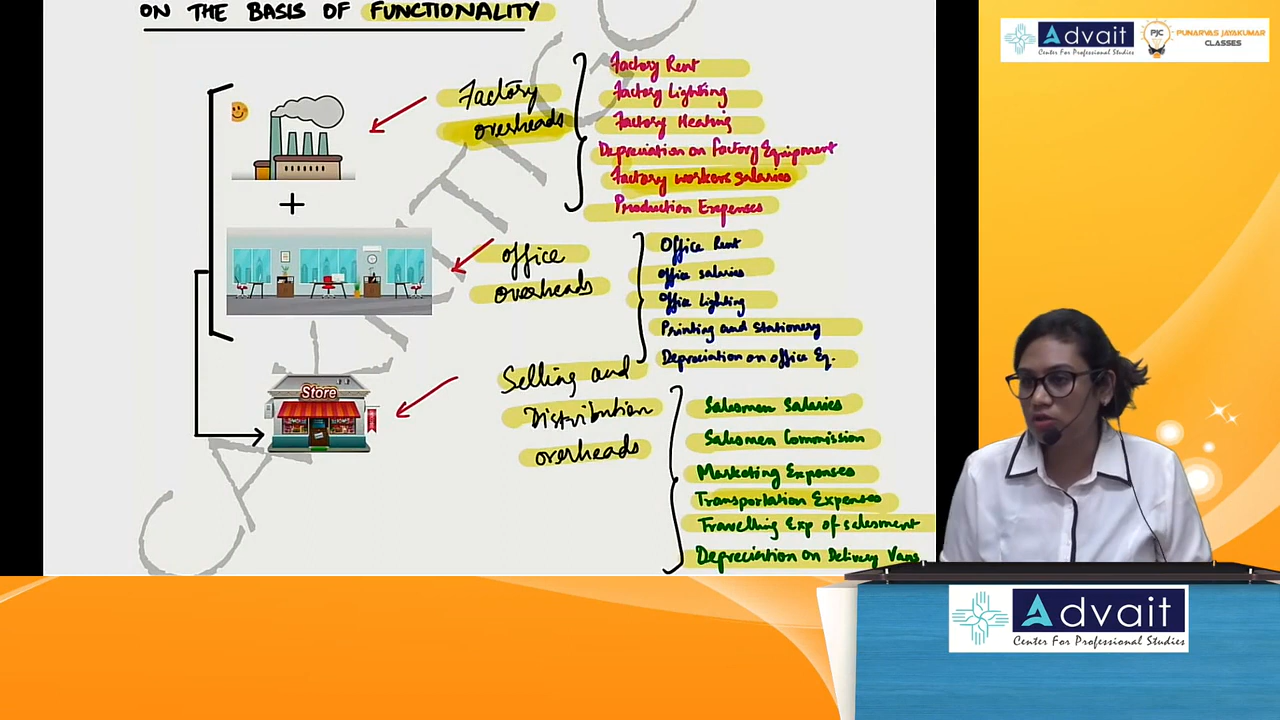 ON THE BASIS OF FUNCTIONALITY
Factory
overheads
Factory Rent
Factory Lighting
Factory Heating
Depreciation on Factory Equipment
Factory workers salaries
Production Expenses
+
office
overheads
Office Rent
Office salaries
Office Lighting
Printing and Stationery
Depreciation on office Eq.
Store
Selling and
Distribution
overheads
Salesmen Salaries
Salesmen Commission
Marketing Expenses
Transportation Expenses
Travelling Exp of salesment
Depreciation on Delivery Vans
Advait
Center For Professional Studies
PJC
PUNARVAS JAYAKUMAR
CLASSES
Advait
Center For Professional Studies